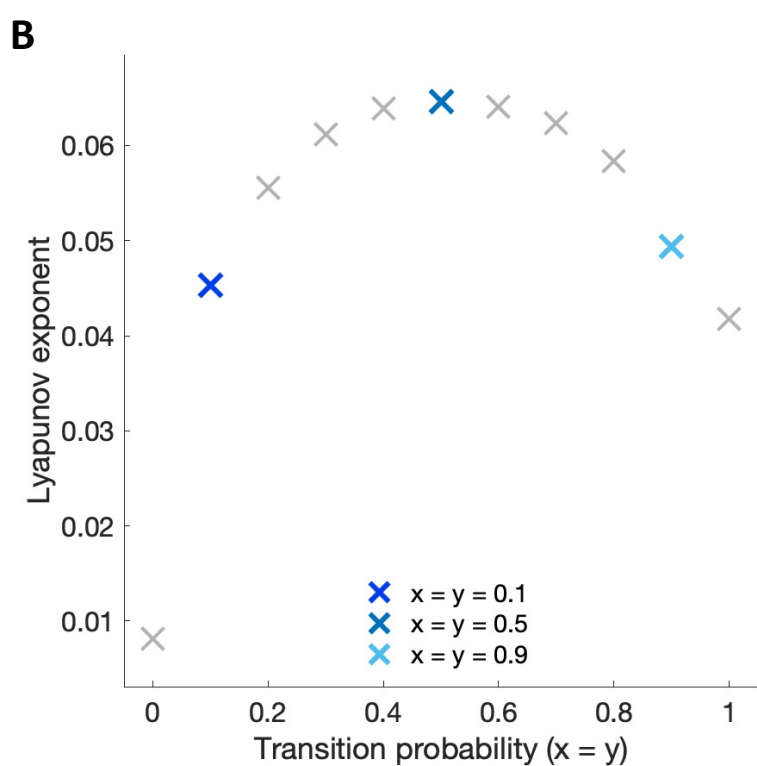 B
Lyapunov exponent
0.06
0.05
0.04
0.03
0.02
0.01
x = y = 0.1
x = y = 0.5
x = y = 0.9
0 0.2 0.4 0.6 0.8 1
Transition probability (x = y)